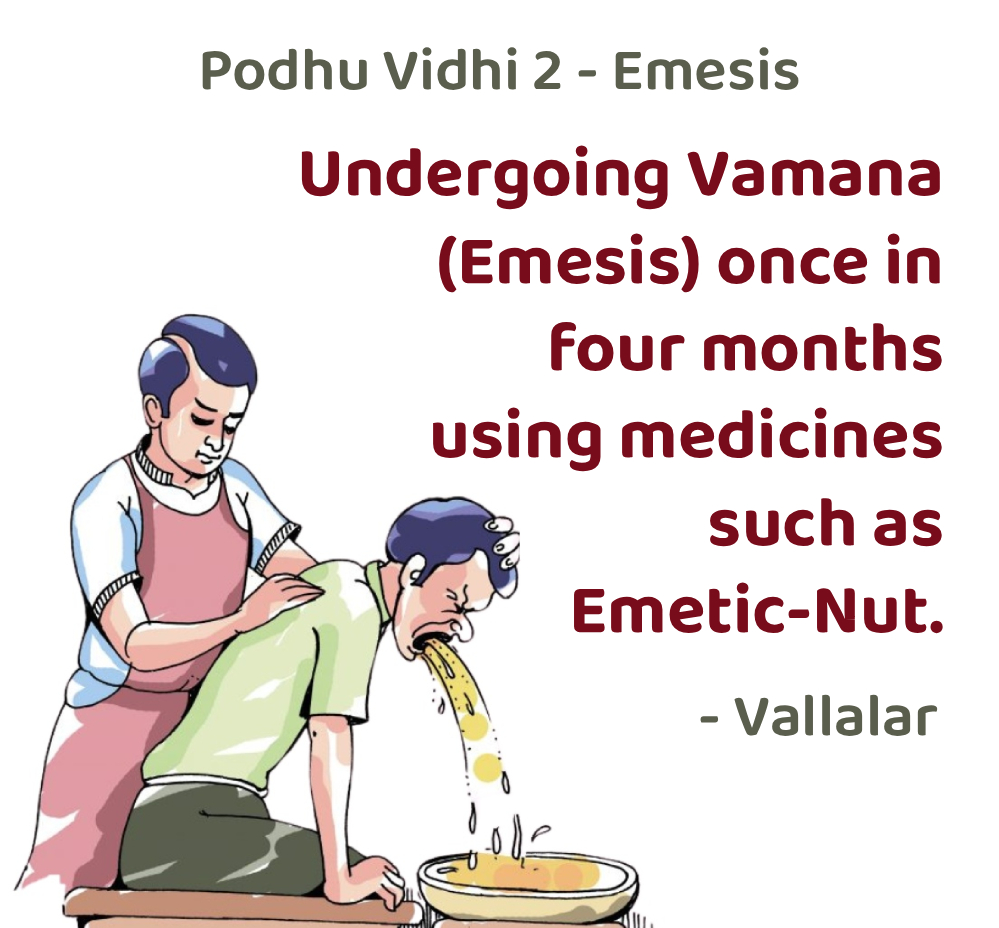 Podhu Vidhi 2 - Emesis
Undergoing Vamana
(Emesis) once in
four months
using medicines
such as
Emetic-Nut.
- Vallalar